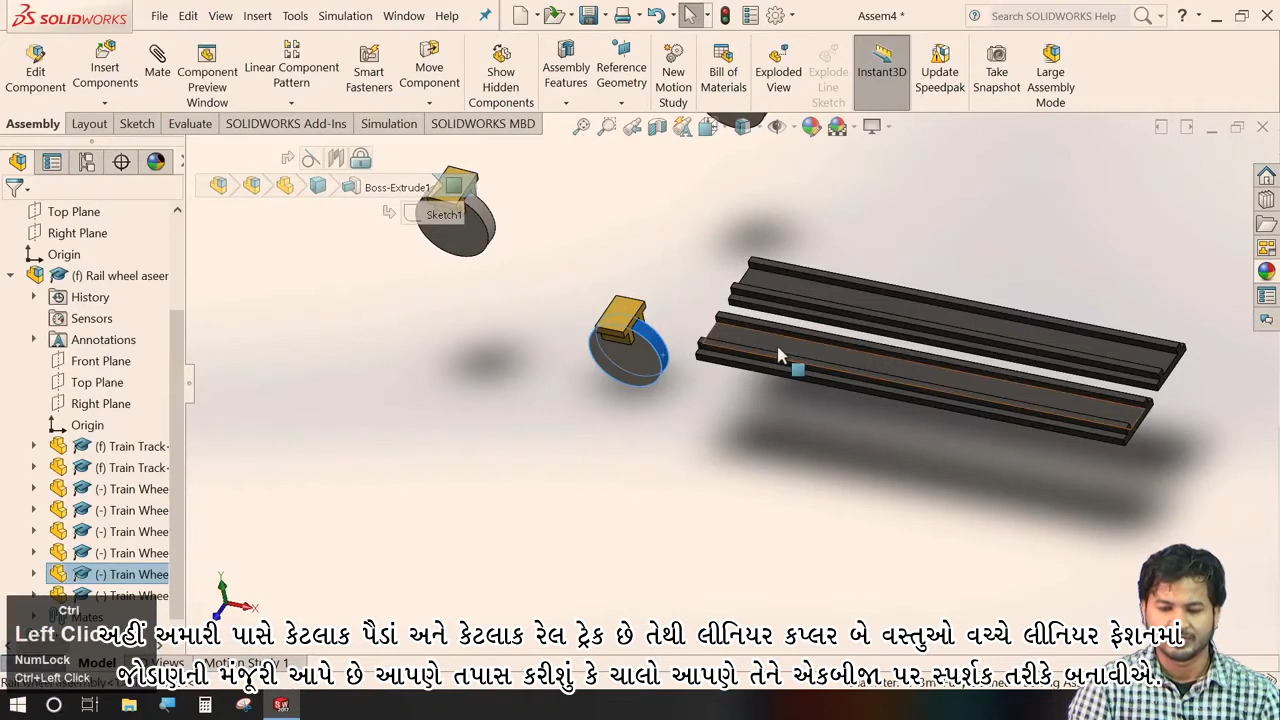 SOLIDWORKS File Edit View Insert Tools Simulation Window Help Assem4 * Search SOLIDWORKS Help
Edit Component
Insert Components
Mate
Component Preview Window
Linear Component Pattern
Smart Fasteners
Move Component
Show Hidden Components
Assembly Features
Reference Geometry
New Motion Study
Bill of Materials
Exploded View
Explode Line Sketch
Instant3D
Update Speedpak
Take Snapshot
Large Assembly Mode
Assembly Layout Sketch Evaluate SOLIDWORKS Add-Ins Simulation SOLIDWORKS MBD
Boss-Extrude1
Sketch1
Top Plane
Right Plane
Origin
(f) Rail wheel aseer
History
Sensors
Annotations
Front Plane
Top Plane
Right Plane
Origin
(f) Train Track-
(f) Train Track-
(-) Train Whee
(-) Train Whee
(-) Train Whee
(-) Train Whee
(-) Train Whee
(-) Train Whee
Mates
Ctrl
Left Click
NumLock
Ctrl+Left Click
Model Views Motion Study 1
Y
X
અહીં અમારી પાસે કેટલાક પૈડાં અને કેટલાક રેલ ટ્રેક છે તેથી લીનિયર કપ્લર બે વસ્તુઓ વચ્ચે લીનિયર ફેશનમાં
જોડાણની મંજૂરી આપે છે આપણે તપાસ કરીશું કે ચાલો આપણે તેને એકબીજા પર સ્પર્શક તરીકે બનાવીએ.